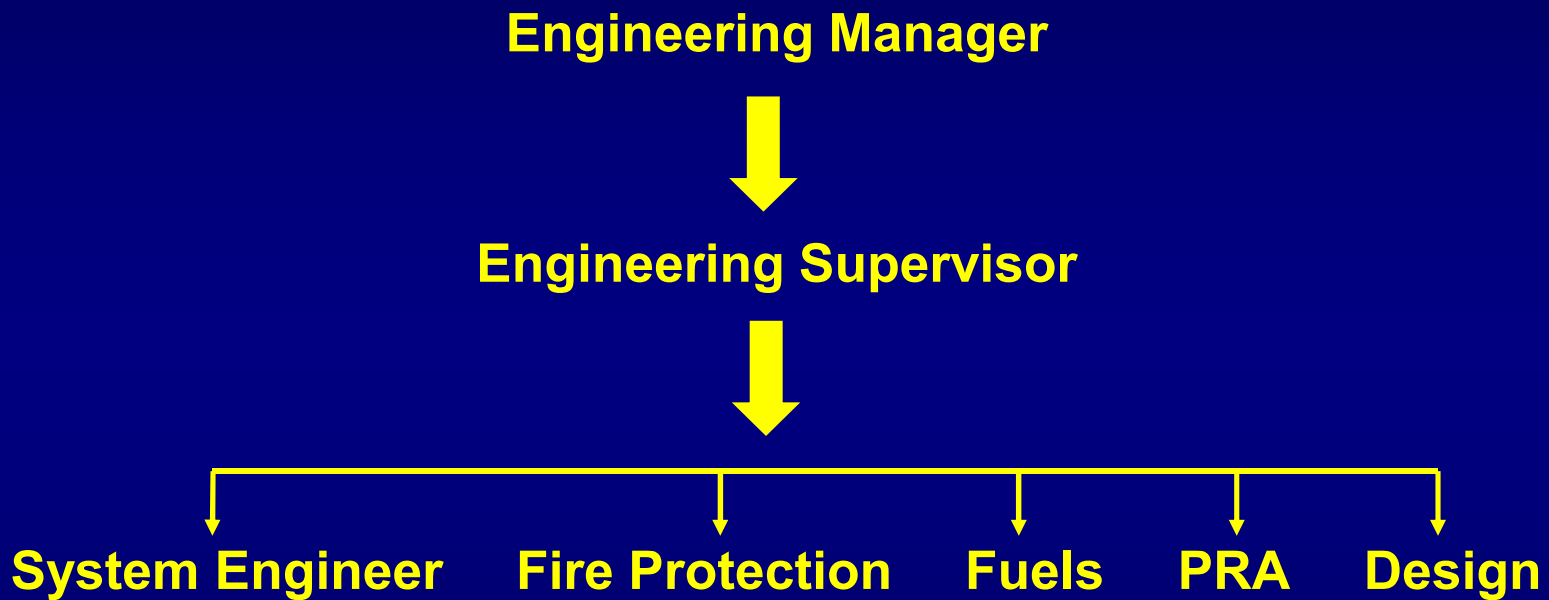 Engineering Manager
Engineering Supervisor
System Engineer Fire Protection Fuels PRA Design